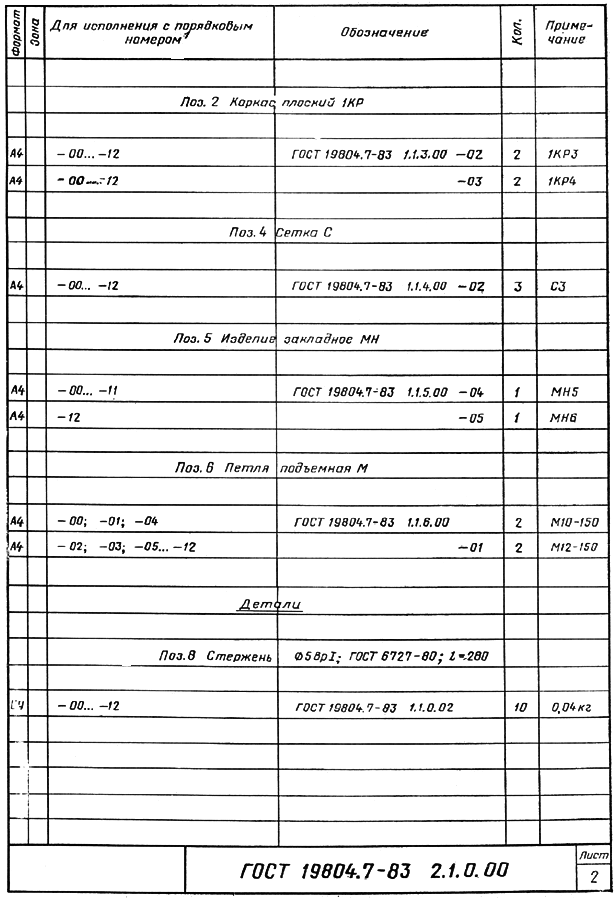 Формат Зона Для исполнения с порядковым номером¹ Обозначение Кол. Приме-чание
Поз. 2 Каркас плоский 1КР
А4 -00... -12 ГОСТ 19804.7-83 1.1.3.00 -02 2 1КР3
А4 -00...-12 -03 2 1КР4
Поз. 4 Сетка С
А4 -00... -12 ГОСТ 19804.7-83 1.1.4.00 -02 3 С3
Поз. 5 Изделие закладное МН
А4 -00... -11 ГОСТ 19804.7-83 1.1.5.00 -04 1 МН5
А4 -12 -05 1 МН6
Поз. 6 Петля подъемная М
А4 -00; -01; -04 ГОСТ 19804.7-83 1.1.6.00 2 М10-150
А4 -02; -03; -05... -12 -01 2 М12-150
Детали
Поз. 8 Стержень Ф5ВрI; ГОСТ 6727-80; l=280
БЧ -00... -12 ГОСТ 19804.7-83 1.1.0.02 10 0,04кг
ГОСТ 19804.7-83 2.1.0.00
Лист
2